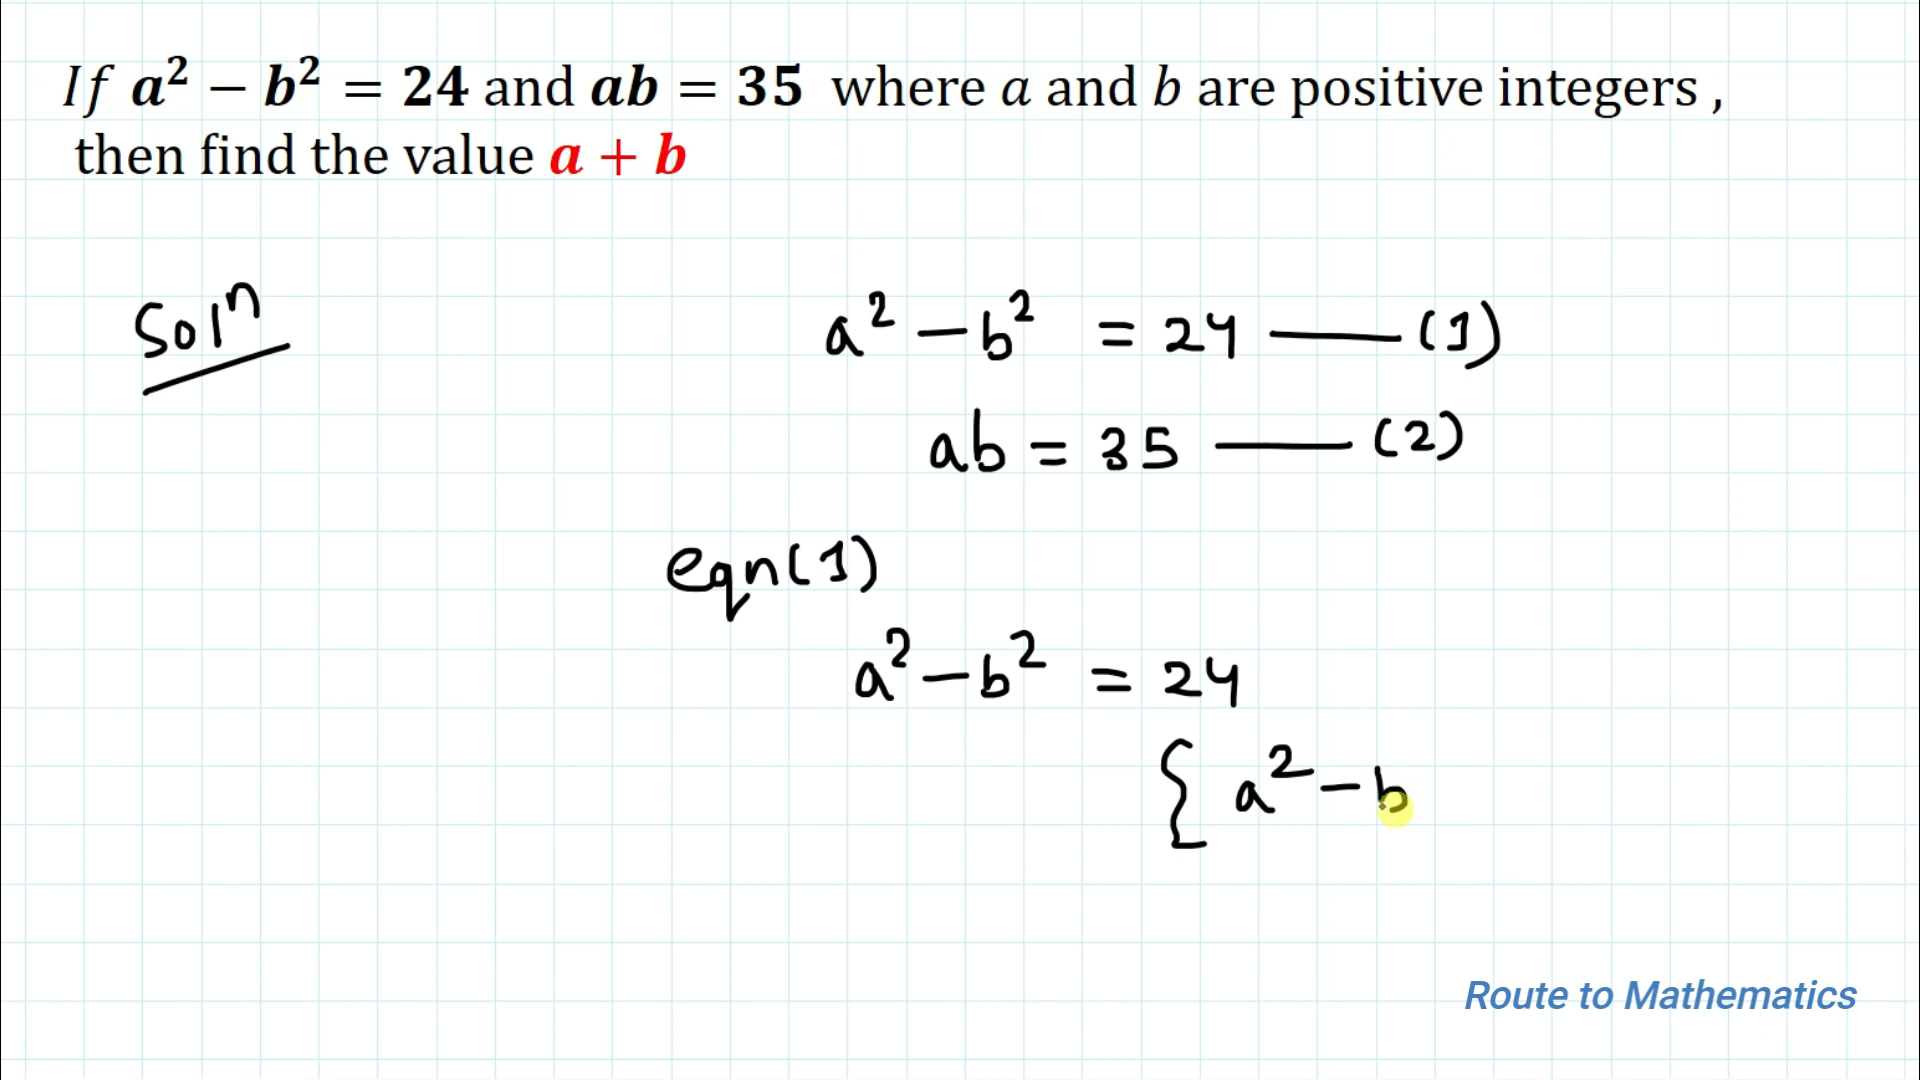 If a² − b² = 24 and ab = 35 where a and b are positive integers ,
then find the value a + b
Solⁿ
a² − b² = 24 —— (1)
ab = 35 —— (2)
eqn(1)
a² − b² = 24
{ a² − b
Route to Mathematics